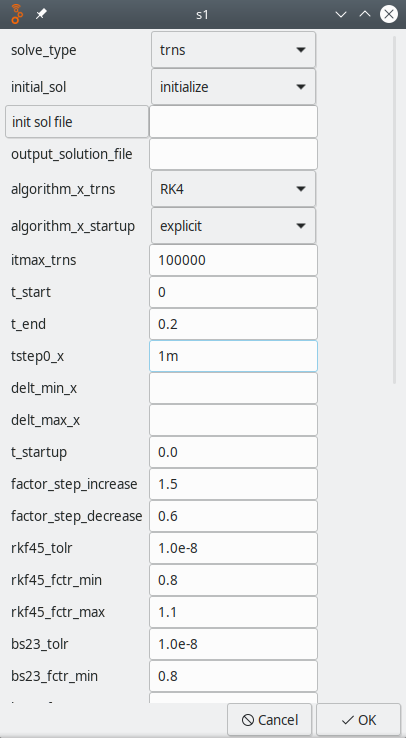 s1
solve_type trns
initial_sol initialize
init sol file
output_solution_file
algorithm_x_trns RK4
algorithm_x_startup explicit
itmax_trns 100000
t_start 0
t_end 0.2
tstep0_x 1m
delt_min_x
delt_max_x
t_startup 0.0
factor_step_increase 1.5
factor_step_decrease 0.6
rkf45_tolr 1.0e-8
rkf45_fctr_min 0.8
rkf45_fctr_max 1.1
bs23_tolr 1.0e-8
bs23_fctr_min 0.8
Cancel OK